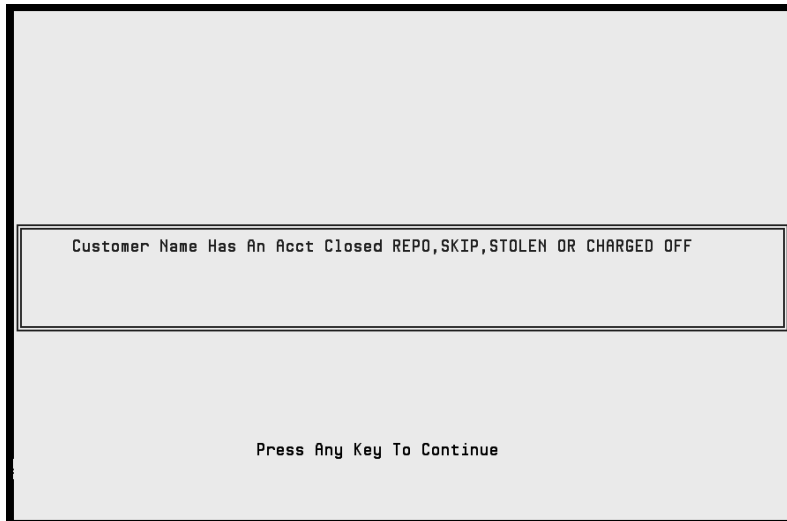 Customer Name Has An Acct Closed REPO,SKIP,STOLEN OR CHARGED OFF
Press Any Key To Continue